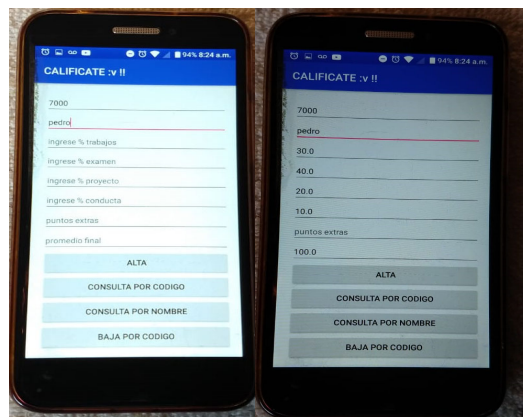 94% 8:24 a.m.
CALIFICATE :v !!
7000
pedro
ingrese % trabajos
ingrese % examen
ingrese % proyecto
ingrese % conducta
puntos extras
promedio final
ALTA
CONSULTA POR CODIGO
CONSULTA POR NOMBRE
BAJA POR CODIGO
94% 8:24 a.m.
CALIFICATE :v !!
7000
pedro
30.0
40.0
20.0
10.0
puntos extras
100.0
ALTA
CONSULTA POR CODIGO
CONSULTA POR NOMBRE
BAJA POR CODIGO